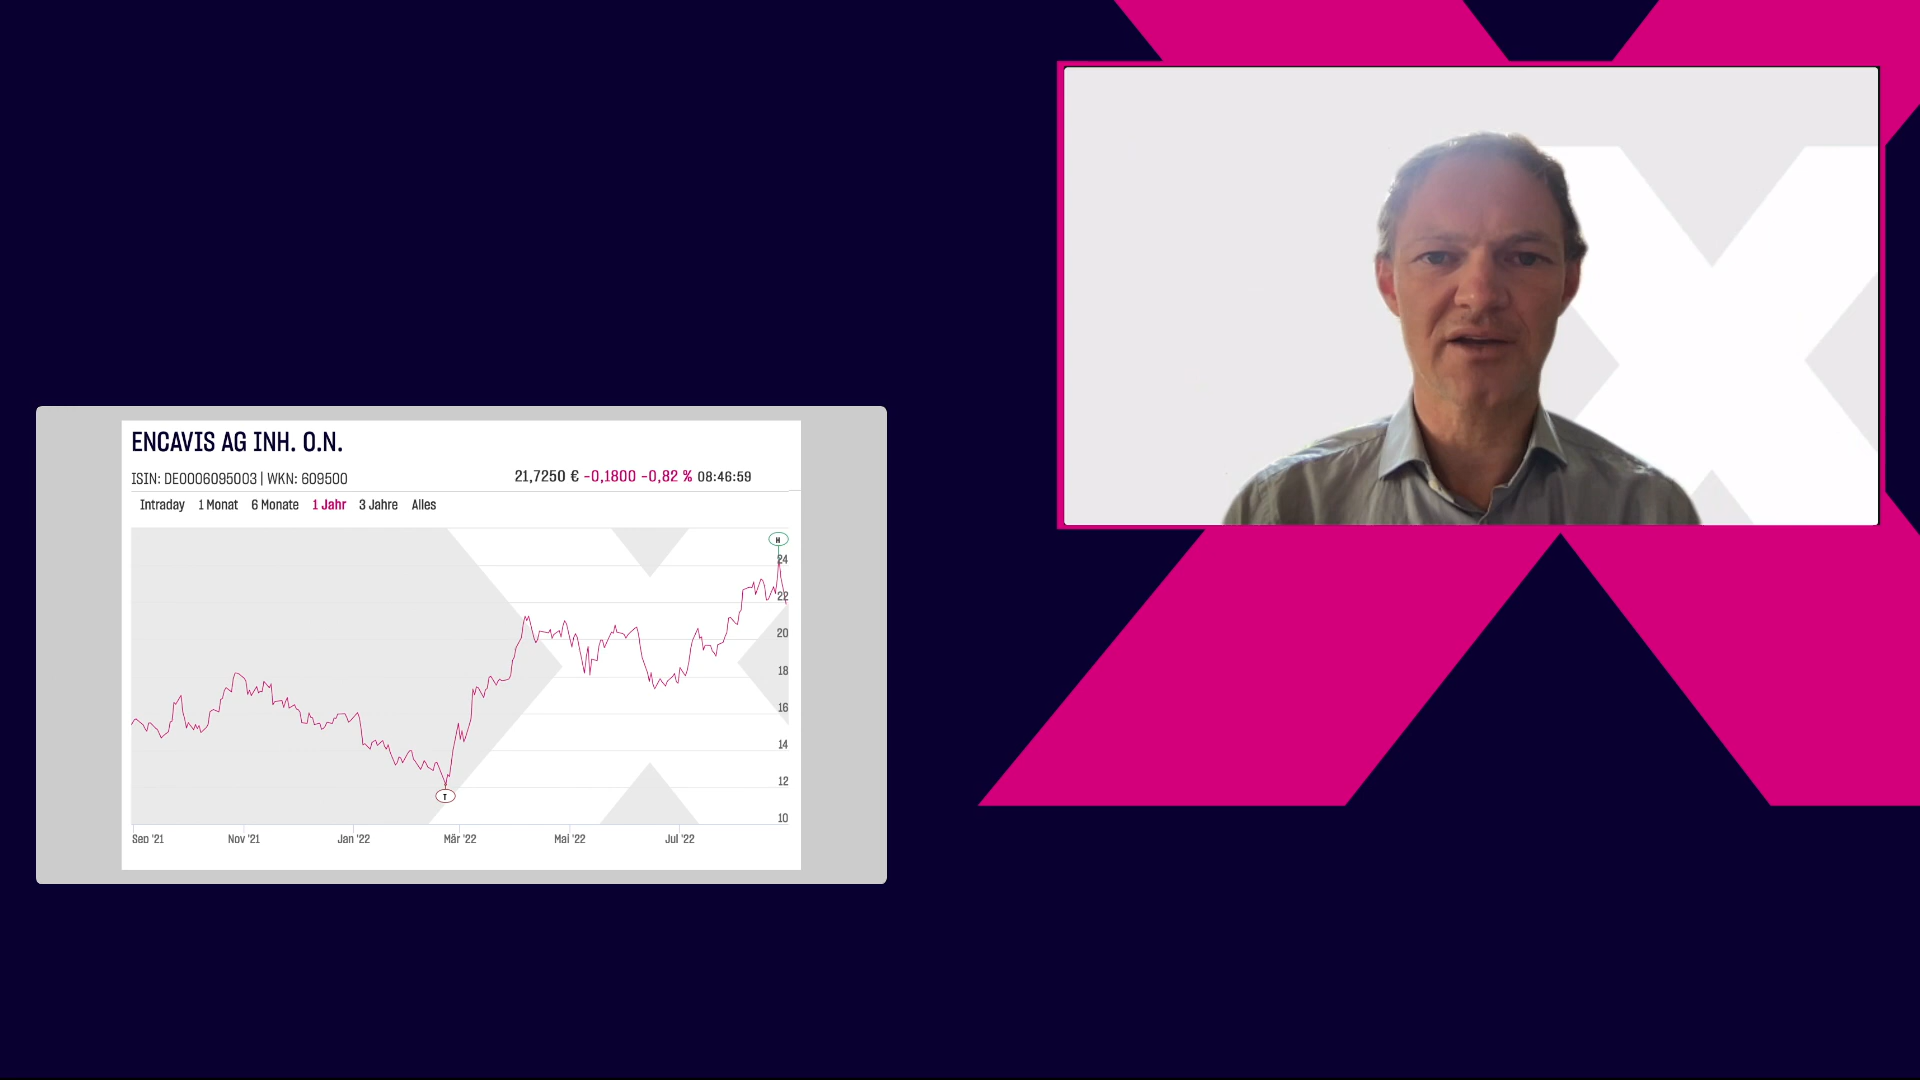 ENCAVIS AG INH. O.N.
ISIN: DE0006095003 | WKN: 609500
21,7250 € -0,1800 -0,82 % 08:46:59
Intraday 1 Monat 6 Monate 1 Jahr 3 Jahre Alles
H
24
22
20
18
16
14
12
T
10
Sep '21 Nov '21 Jan '22 Mär '22 Mai '22 Jul '22